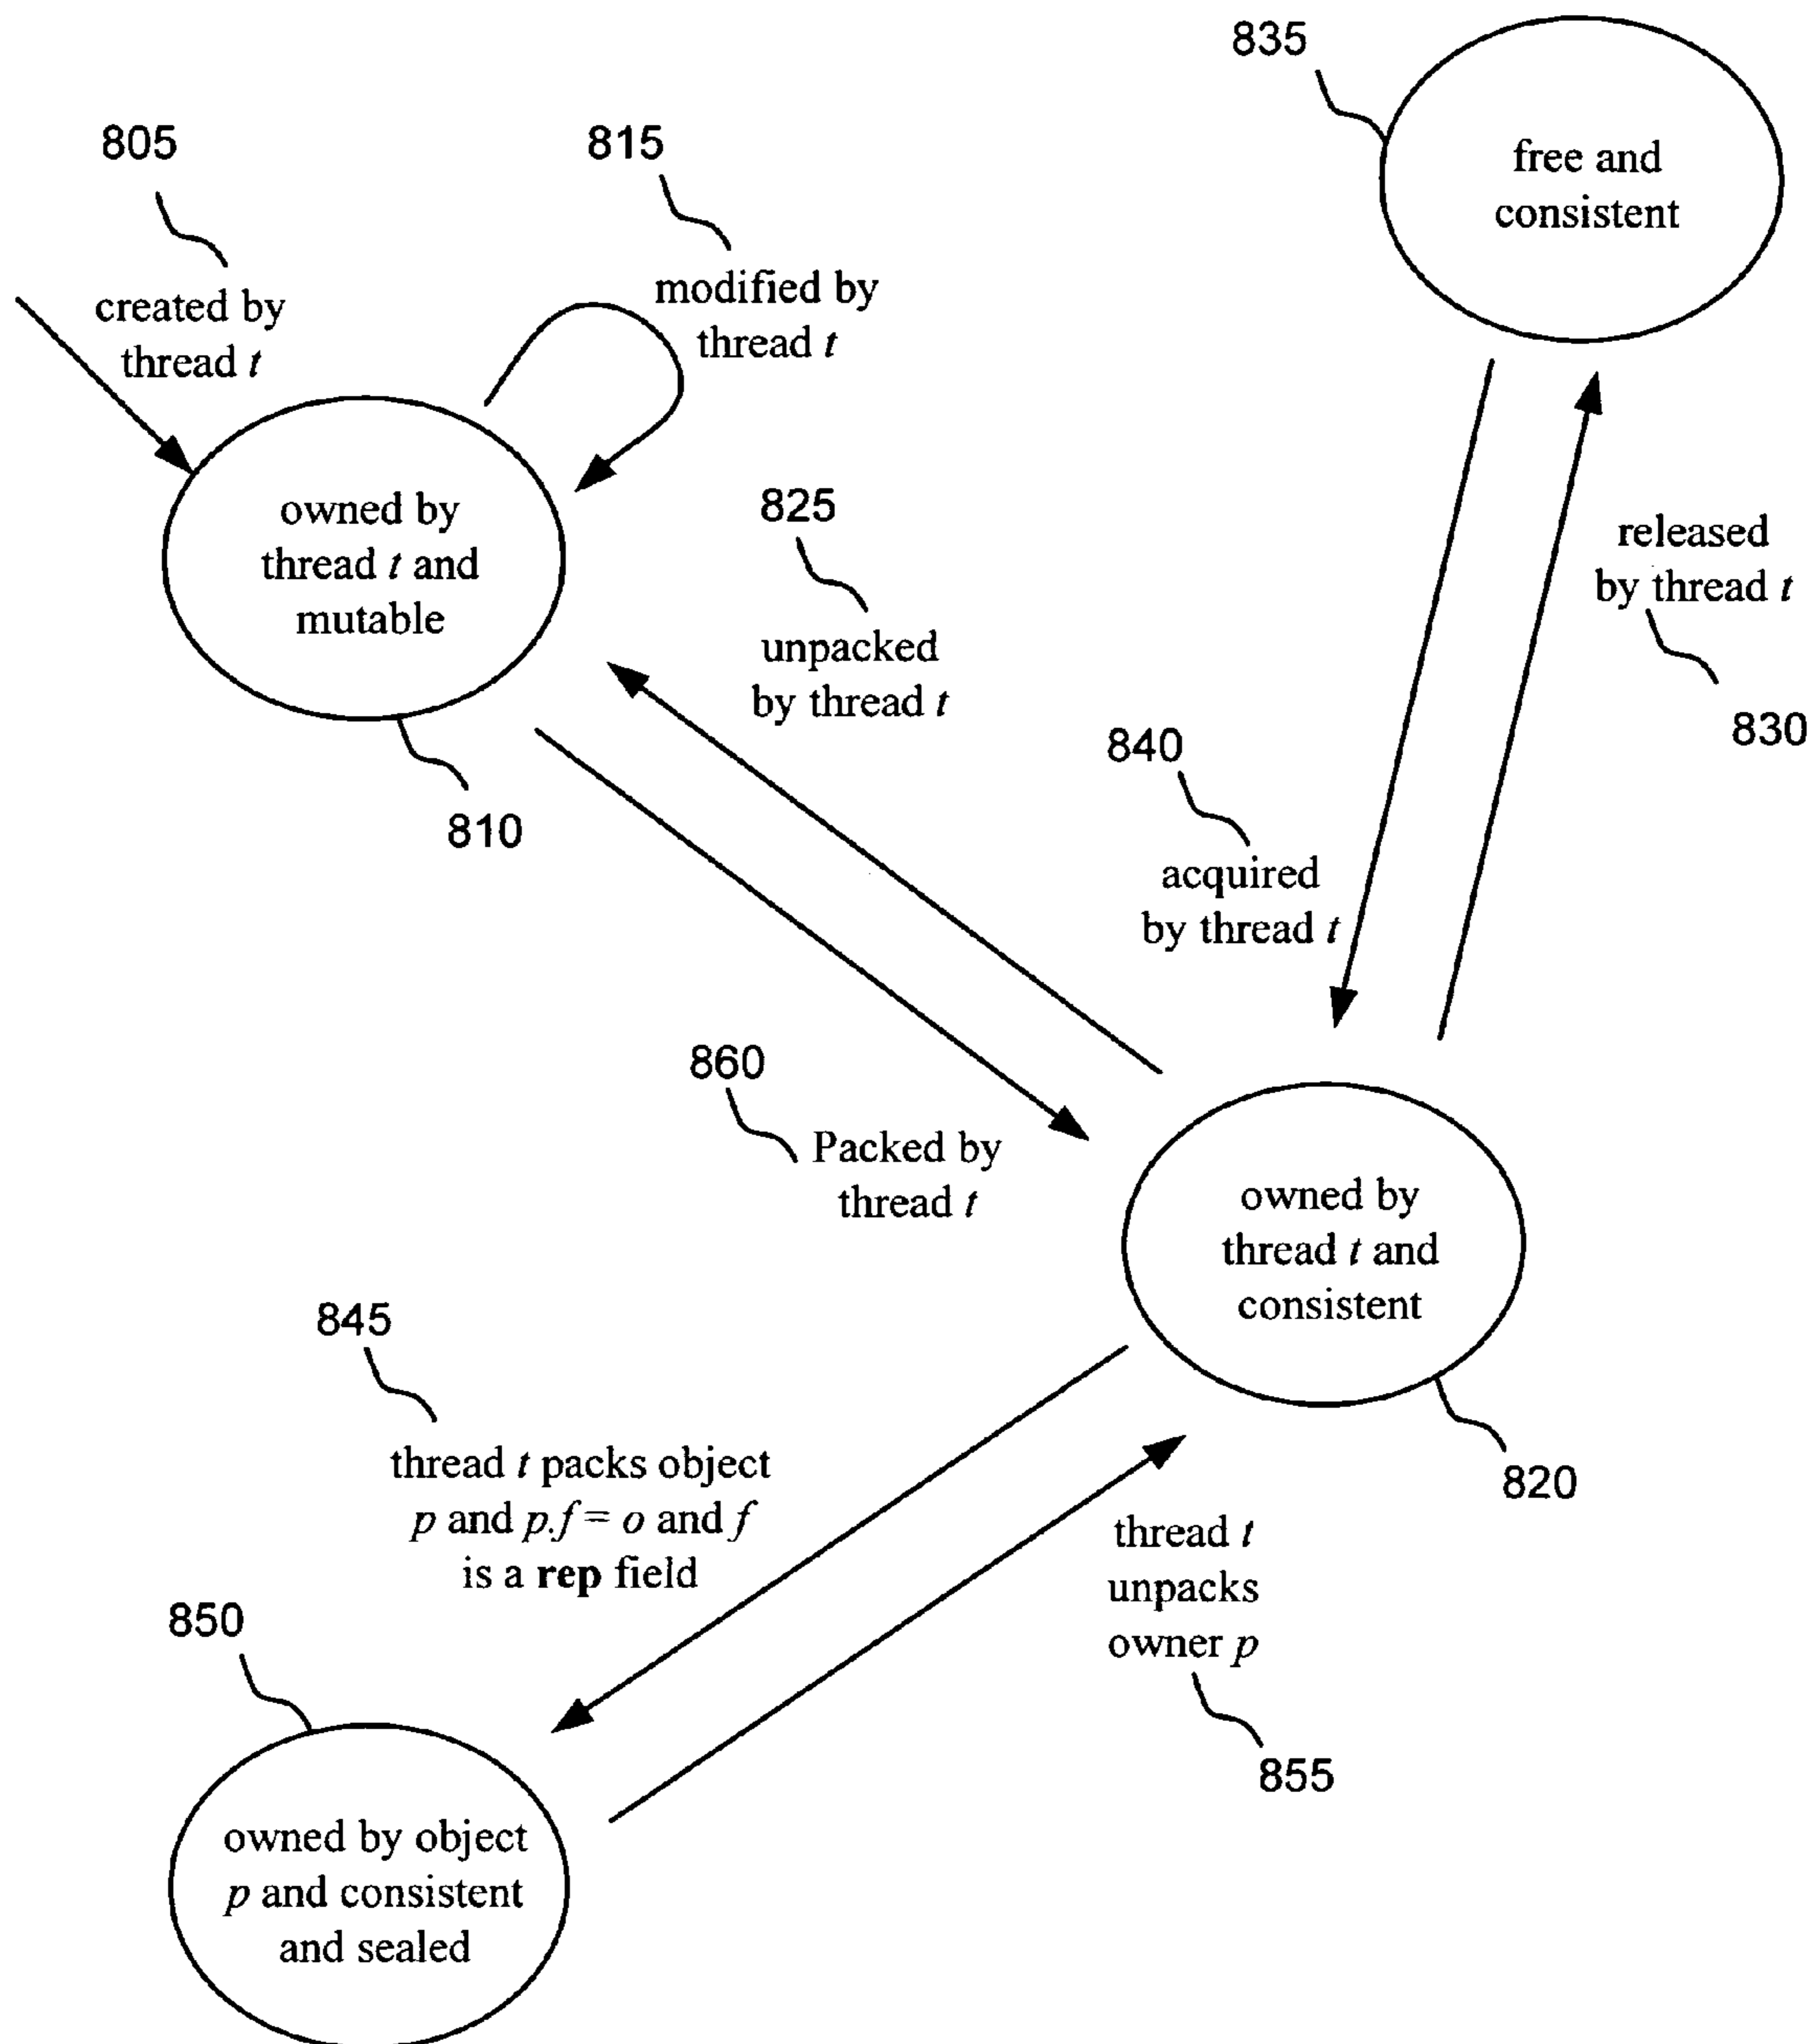 835
free and
consistent
805
815
created by
thread t
modified by
thread t
owned by
thread t and
mutable
825
unpacked
by thread t
released
by thread t
830
810
840
acquired
by thread t
860
Packed by
thread t
owned by
thread t and
consistent
820
845
thread t packs object
p and p.f = o and f
is a rep field
thread t
unpacks
owner p
855
850
owned by object
p and consistent
and sealed